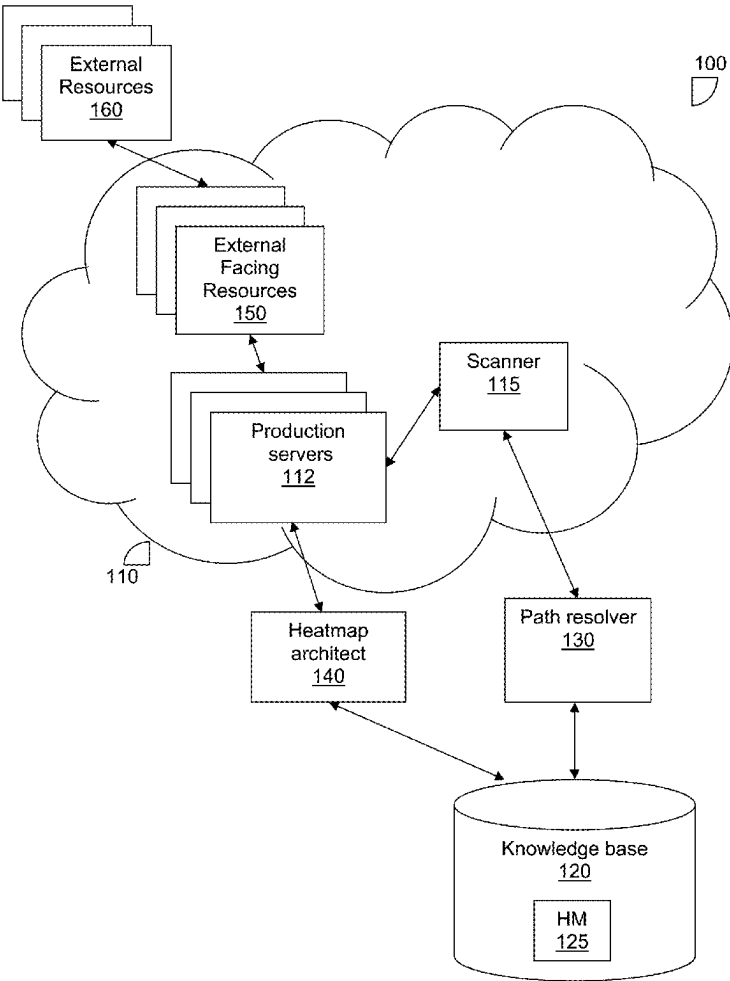 External
Resources
160
100
External
Facing
Resources
150
Scanner
115
Production
servers
112
110
Heatmap
architect
140
Path resolver
130
Knowledge base
120
HM
125